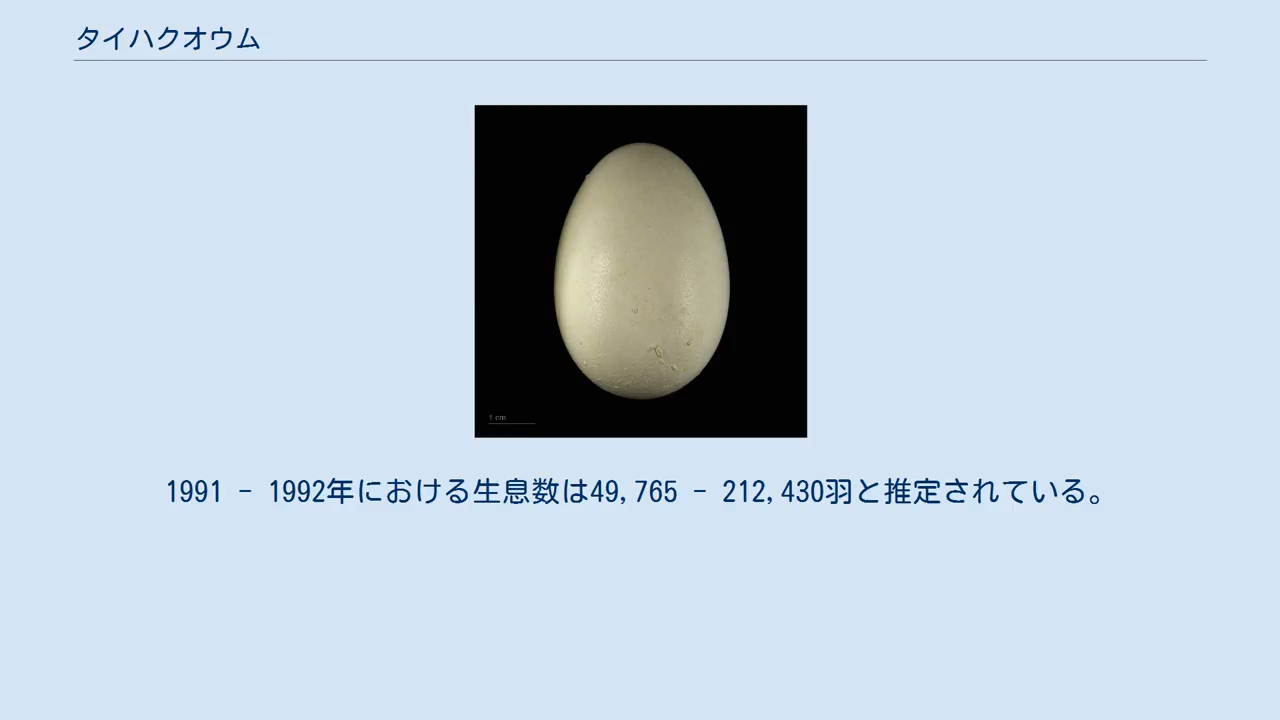 タイハクオウム
1 cm
1991 - 1992年における生息数は49,765 - 212,430羽と推定されている。